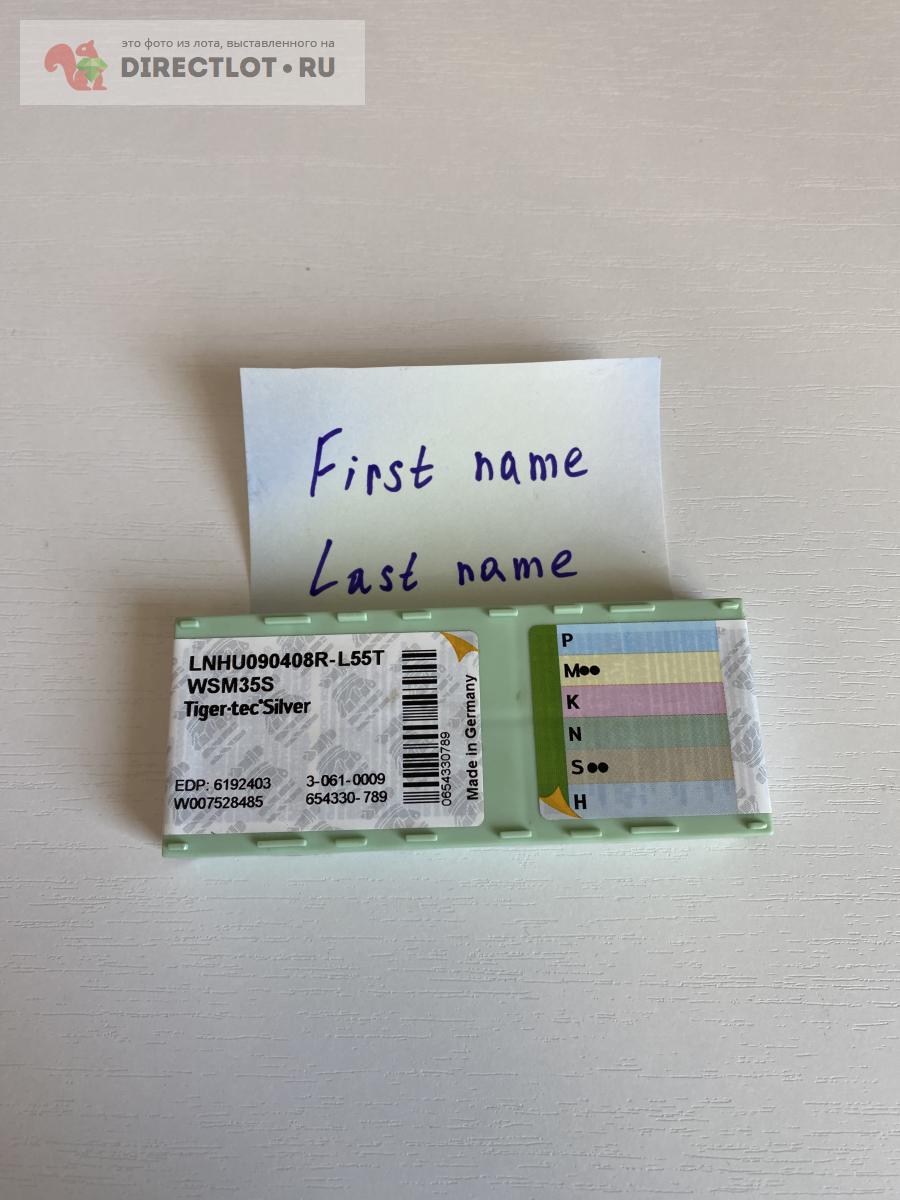 это фото из лота, выставленного на
DIRECTLOT•RU
First name
Last name
LNHU090408R-L55T
WSM35S
Tiger·tec®Silver
EDP: 6192403 3-061-0009
W007528485 654330-789
0654330789
Made in Germany
P
M●●
K
N
S●●
H